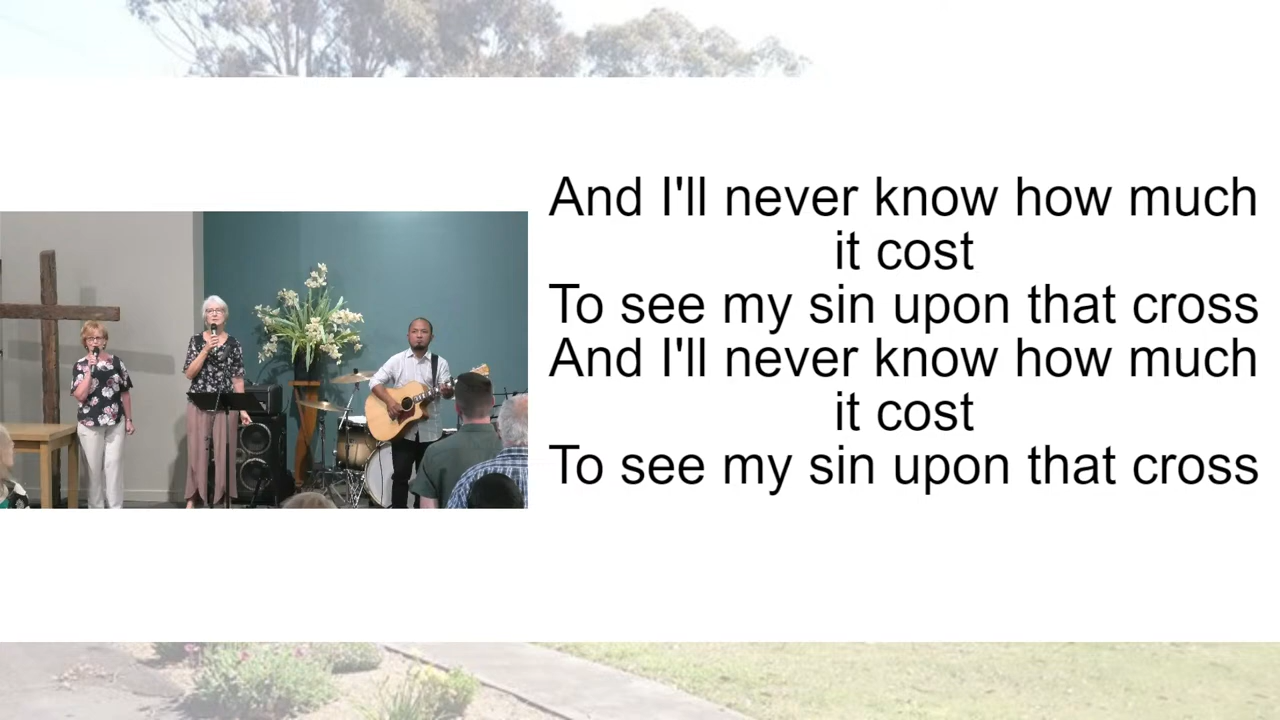 And I'll never know how much
it cost
To see my sin upon that cross
And I'll never know how much
it cost
To see my sin upon that cross